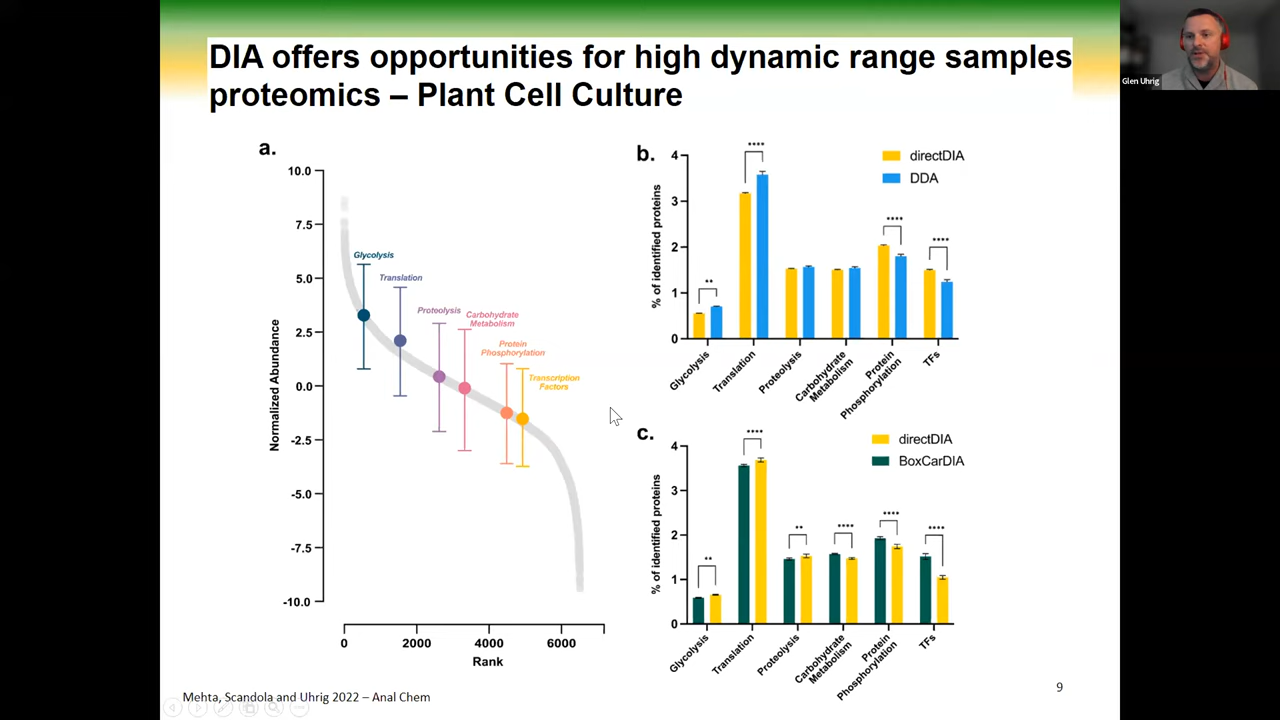 DIA offers opportunities for high dynamic range samples
proteomics – Plant Cell Culture
Glen Uhrig
a.
10.0
7.5
5.0
2.5
0.0
-2.5
-5.0
-7.5
-10.0
Normalized Abundance
Glycolysis
Translation
Proteolysis
Carbohydrate
Metabolism
Protein
Phosphorylation
Transcription
Factors
0
2000
4000
6000
Rank
b.
directDIA
DDA
4
3
2
1
0
% of identified proteins
**
****
****
****
Glycolysis
Translation
Proteolysis
Carbohydrate
Metabolism
Protein
Phosphorylation
TFs
c.
directDIA
BoxCarDIA
4
3
2
1
0
% of identified proteins
**
****
**
****
****
****
Glycolysis
Translation
Proteolysis
Carbohydrate
Metabolism
Protein
Phosphorylation
TFs
Mehta, Scandola and Uhrig 2022 – Anal Chem
9